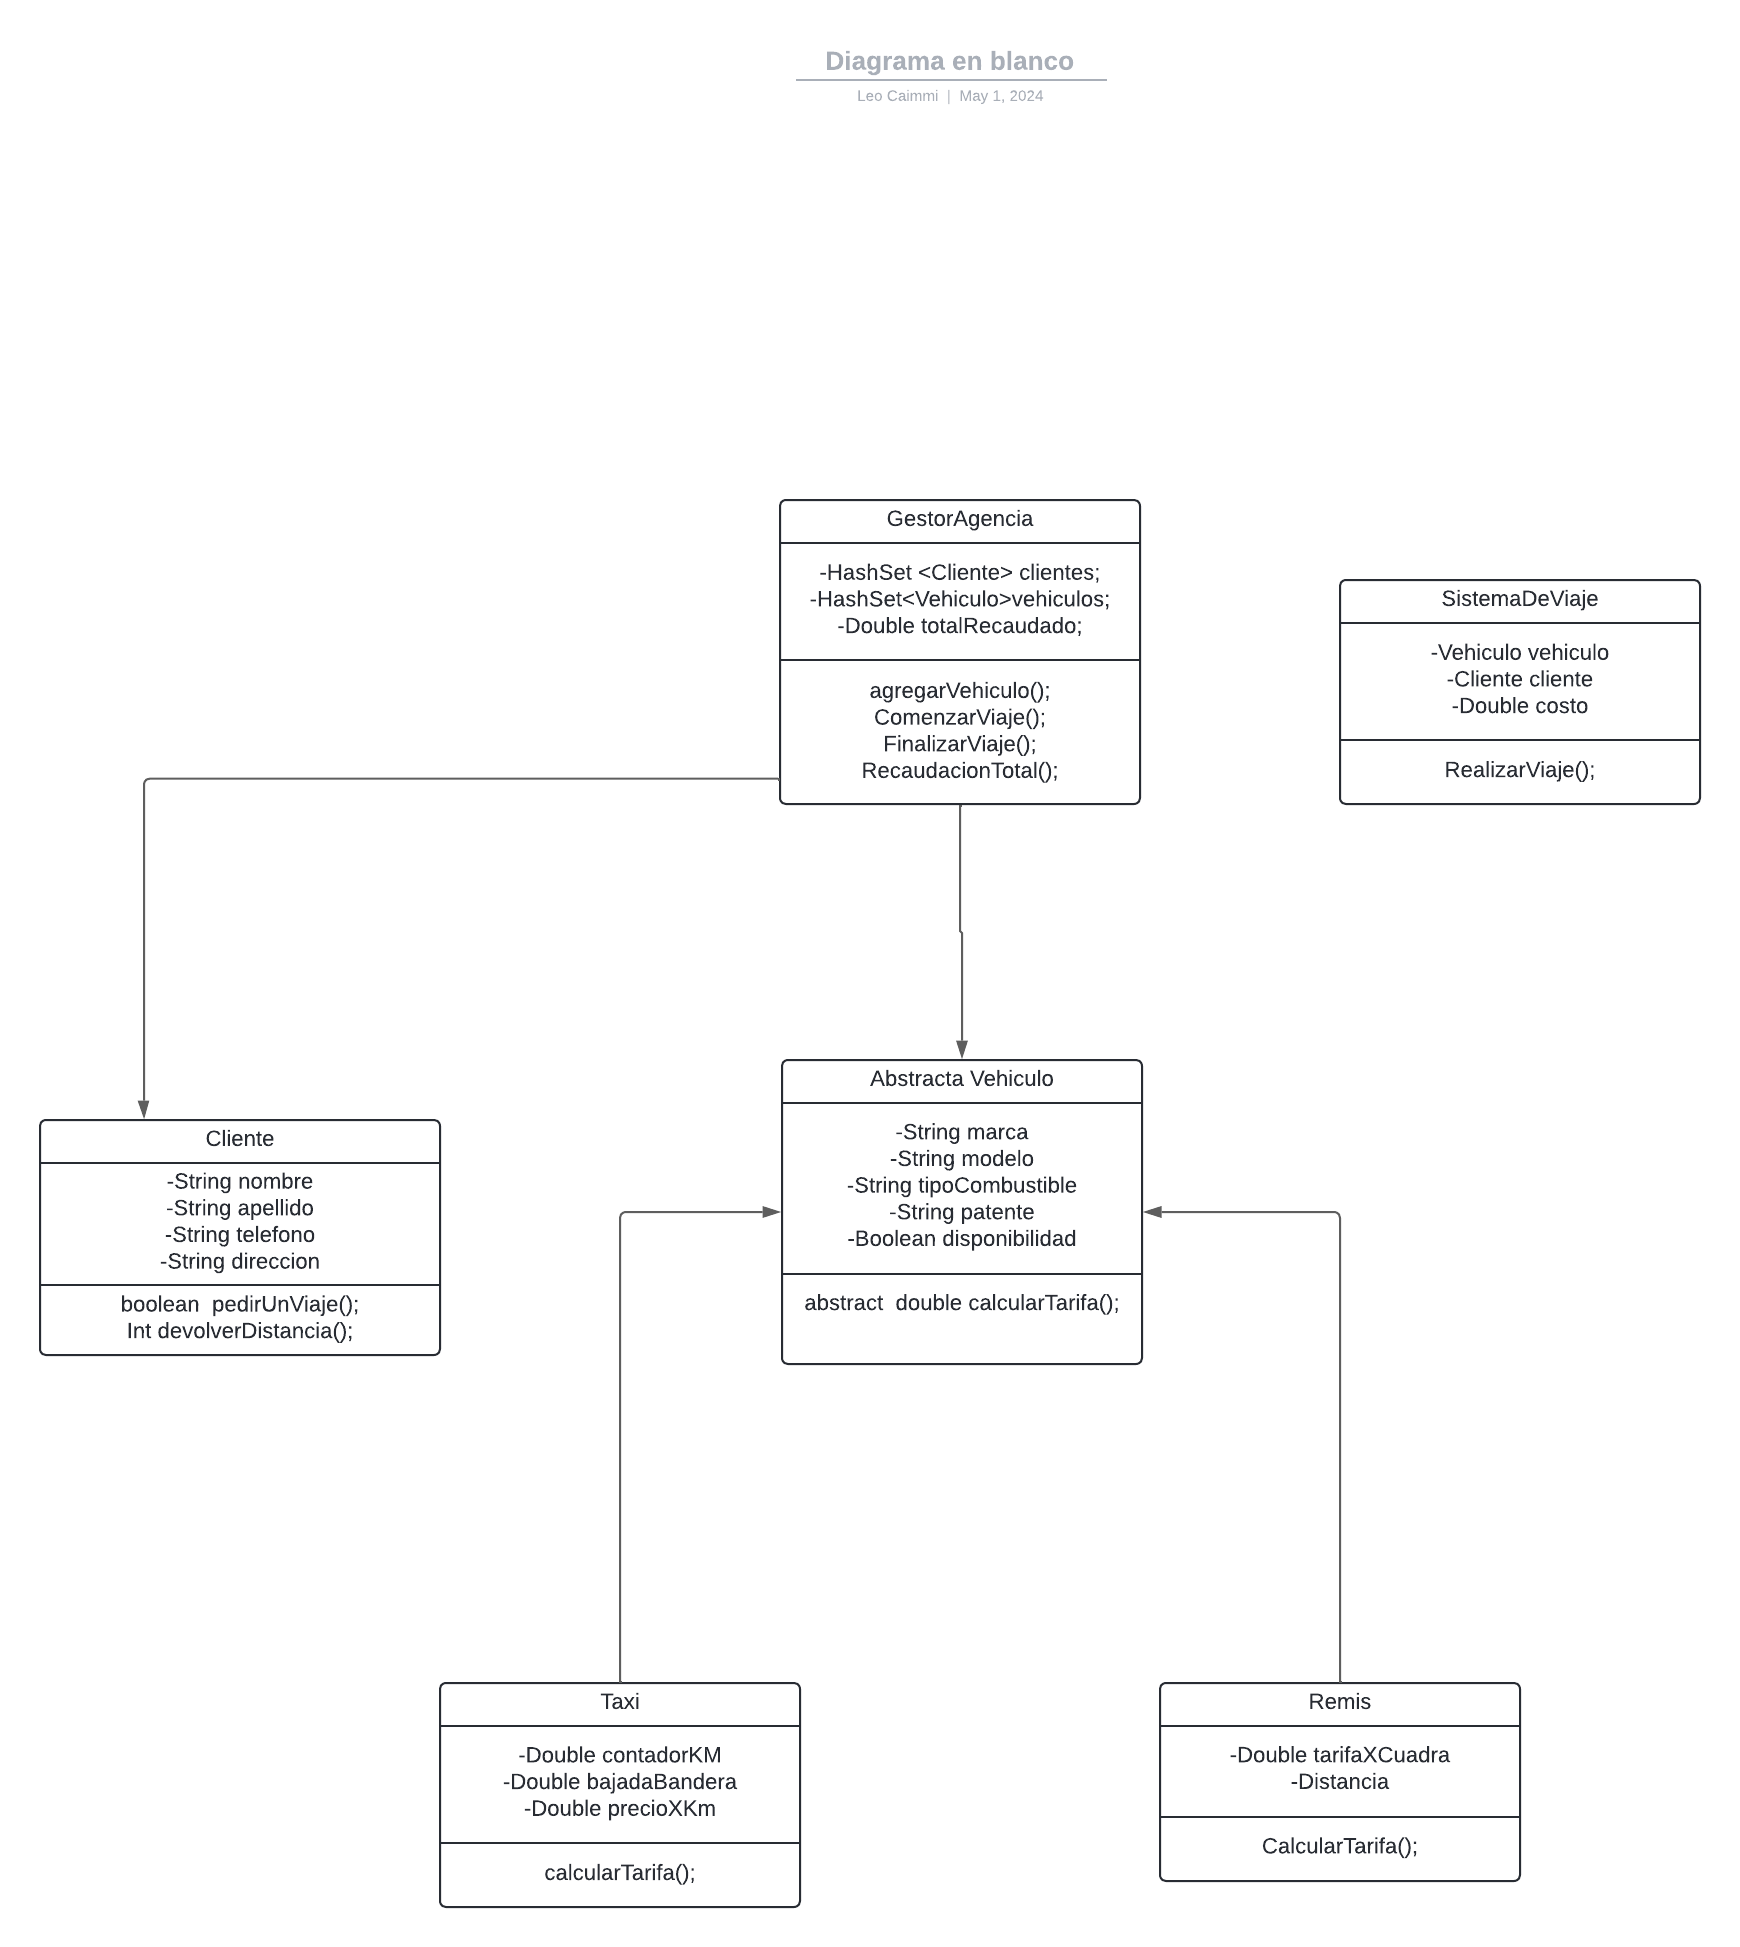 Diagrama en blanco
Leo Caimmi | May 1, 2024
GestorAgencia
-HashSet <Cliente> clientes;
-HashSet<Vehiculo>vehiculos;
-Double totalRecaudado;
agregarVehiculo();
ComenzarViaje();
FinalizarViaje();
RecaudacionTotal();
SistemaDeViaje
-Vehiculo vehiculo
-Cliente cliente
-Double costo
RealizarViaje();
Cliente
-String nombre
-String apellido
-String telefono
-String direccion
boolean  pedirUnViaje();
Int devolverDistancia();
Abstracta Vehiculo
-String marca
-String modelo
-String tipoCombustible
-String patente
-Boolean disponibilidad
abstract  double calcularTarifa();
Taxi
-Double contadorKM
-Double bajadaBandera
-Double precioXKm
calcularTarifa();
Remis
-Double tarifaXCuadra
-Distancia
CalcularTarifa();